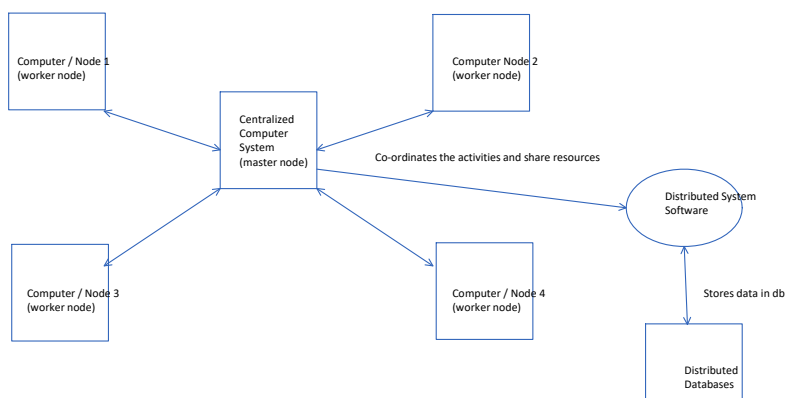 Computer / Node 1
(worker node)
Computer Node 2
(worker node)
Centralized
Computer
System
(master node)
Co-ordinates the activities and share resources
Distributed System
Software
Computer / Node 3
(worker node)
Computer / Node 4
(worker node)
Stores data in db
Distributed
Databases